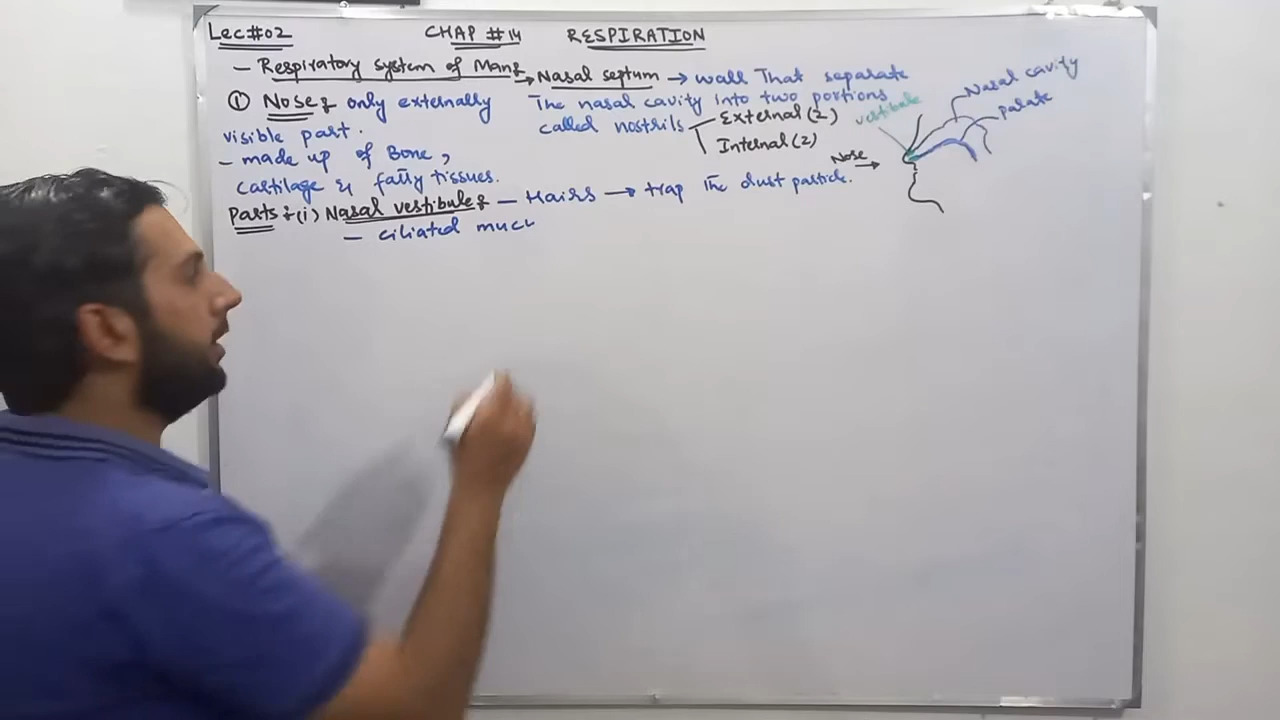 Lec#02 CHAP #14 RESPIRATION
– Respiratory system of Man:
① Nose: only externally
visible part.
– made up of Bone,
cartilage & fatty tissues.
→ Nasal septum → wall That separate
The nasal cavity into two portions
called nostrils External (2)
Internal (2)
Parts: (i) Nasal vestibule: – Hairs → trap The dust particle.
– ciliated mucu
vestibule
Nasal cavity
palate
Nose →